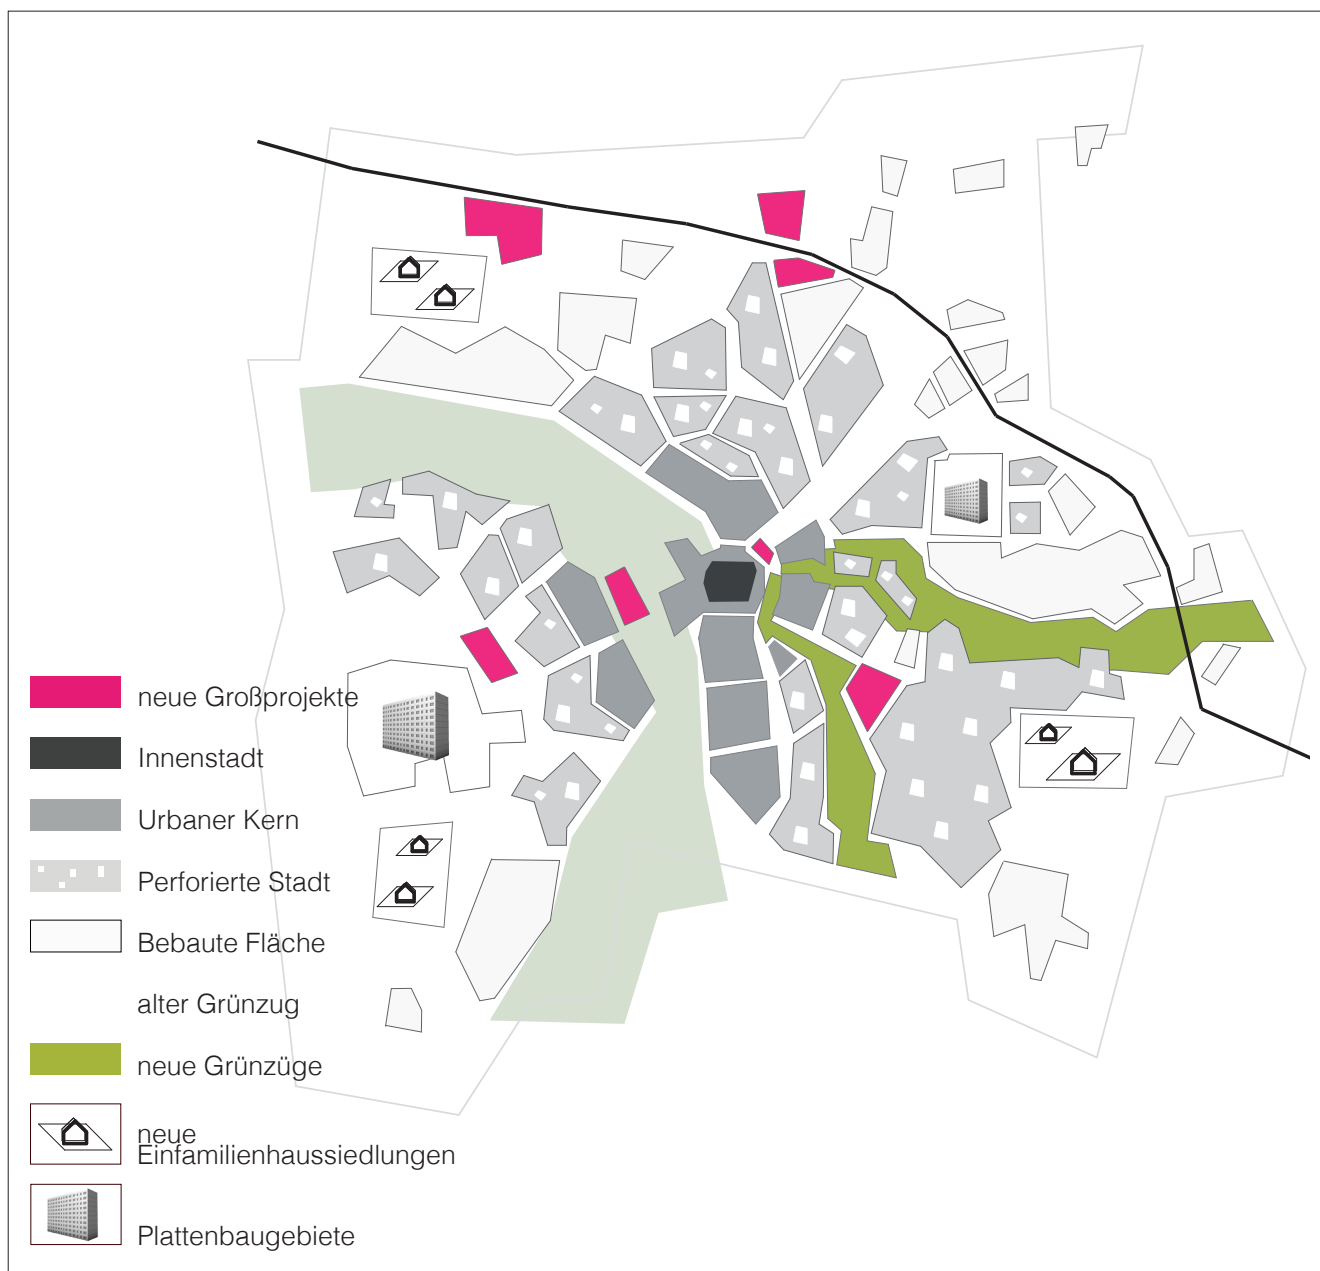 neue Großprojekte
Innenstadt
Urbaner Kern
Perforierte Stadt
Bebaute Fläche
alter Grünzug
neue Grünzüge
neue
Einfamilienhaussiedlungen
Plattenbaugebiete